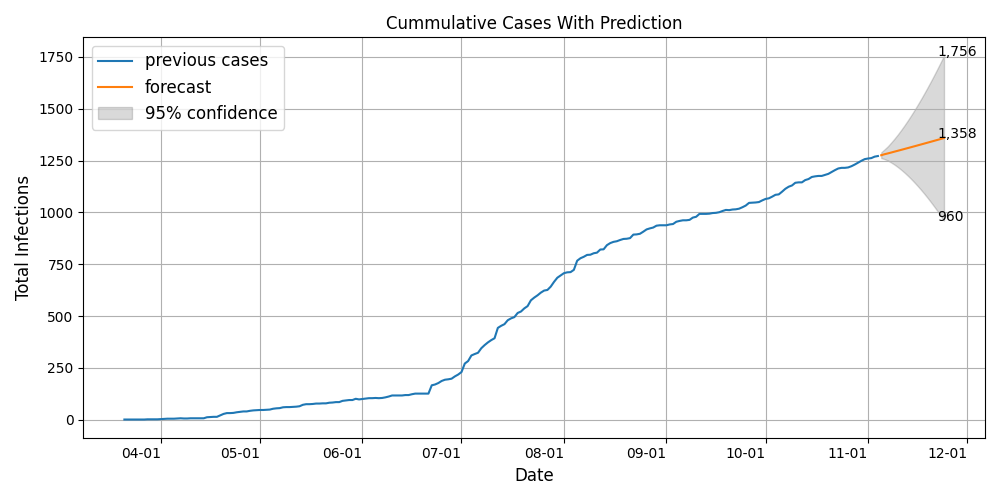 Cummulative Cases With Prediction
previous cases
forecast
95% confidence
1,756
1,358
960
1750
1500
1250
1000
750
500
250
0
Total Infections
04-01 05-01 06-01 07-01 08-01 09-01 10-01 11-01 12-01
Date